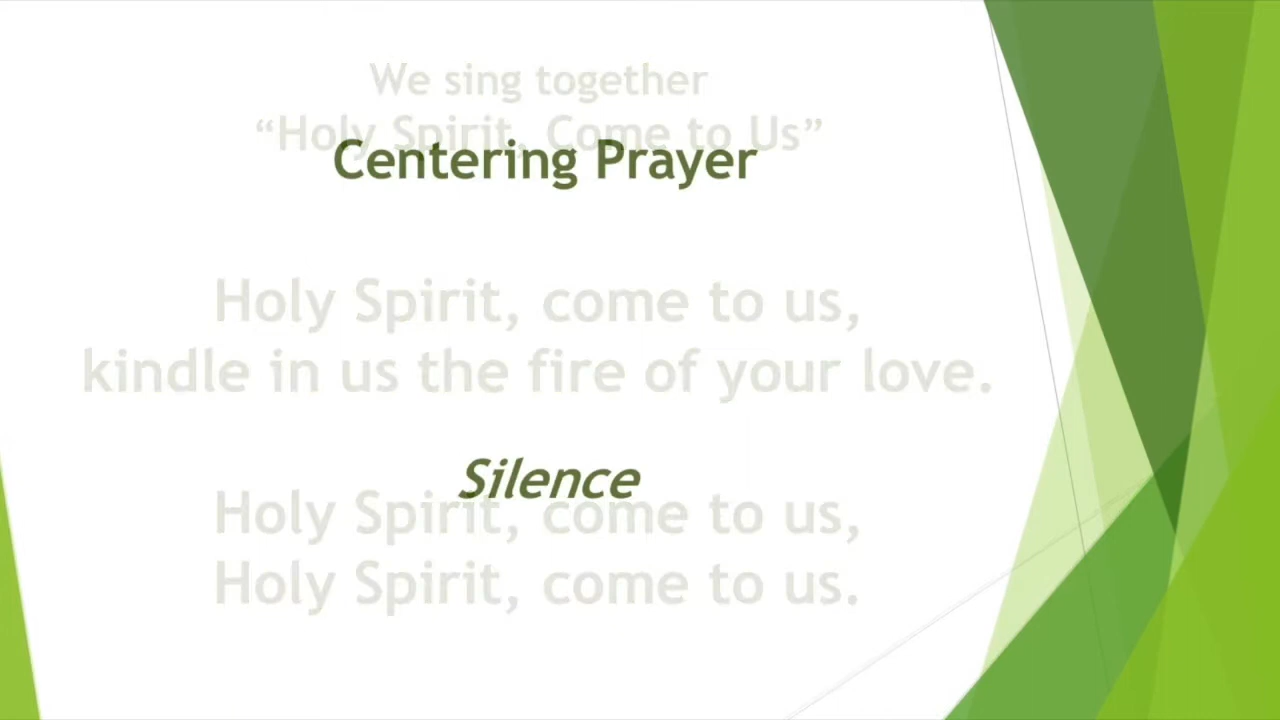 We sing together
“Holy Spirit, Come to Us”
Centering Prayer
Holy Spirit, come to us,
kindle in us the fire of your love.
Silence
Holy Spirit, come to us,
Holy Spirit, come to us.